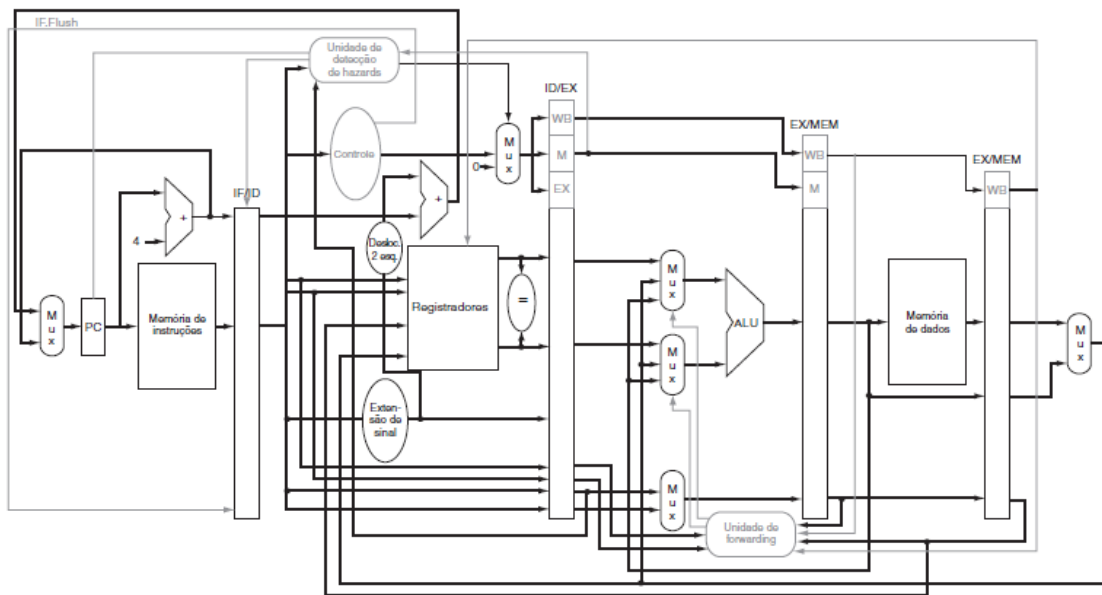 IF.Flush
Unidade de
detecção
de hazards
ID/EX
WB
EX/MEM
M
u
x
Controle
M
WB
EX/MEM
0
EX
M
WB
IF/ID
+
+
4
Desloc.
2 esq.
M
u
x
Registradores
=
M
u
x
PC
Memória de
instruções
ALU
Memória
de dados
M
u
x
M
u
x
Exten-
são de
sinal
M
u
x
Unidade de
forwarding